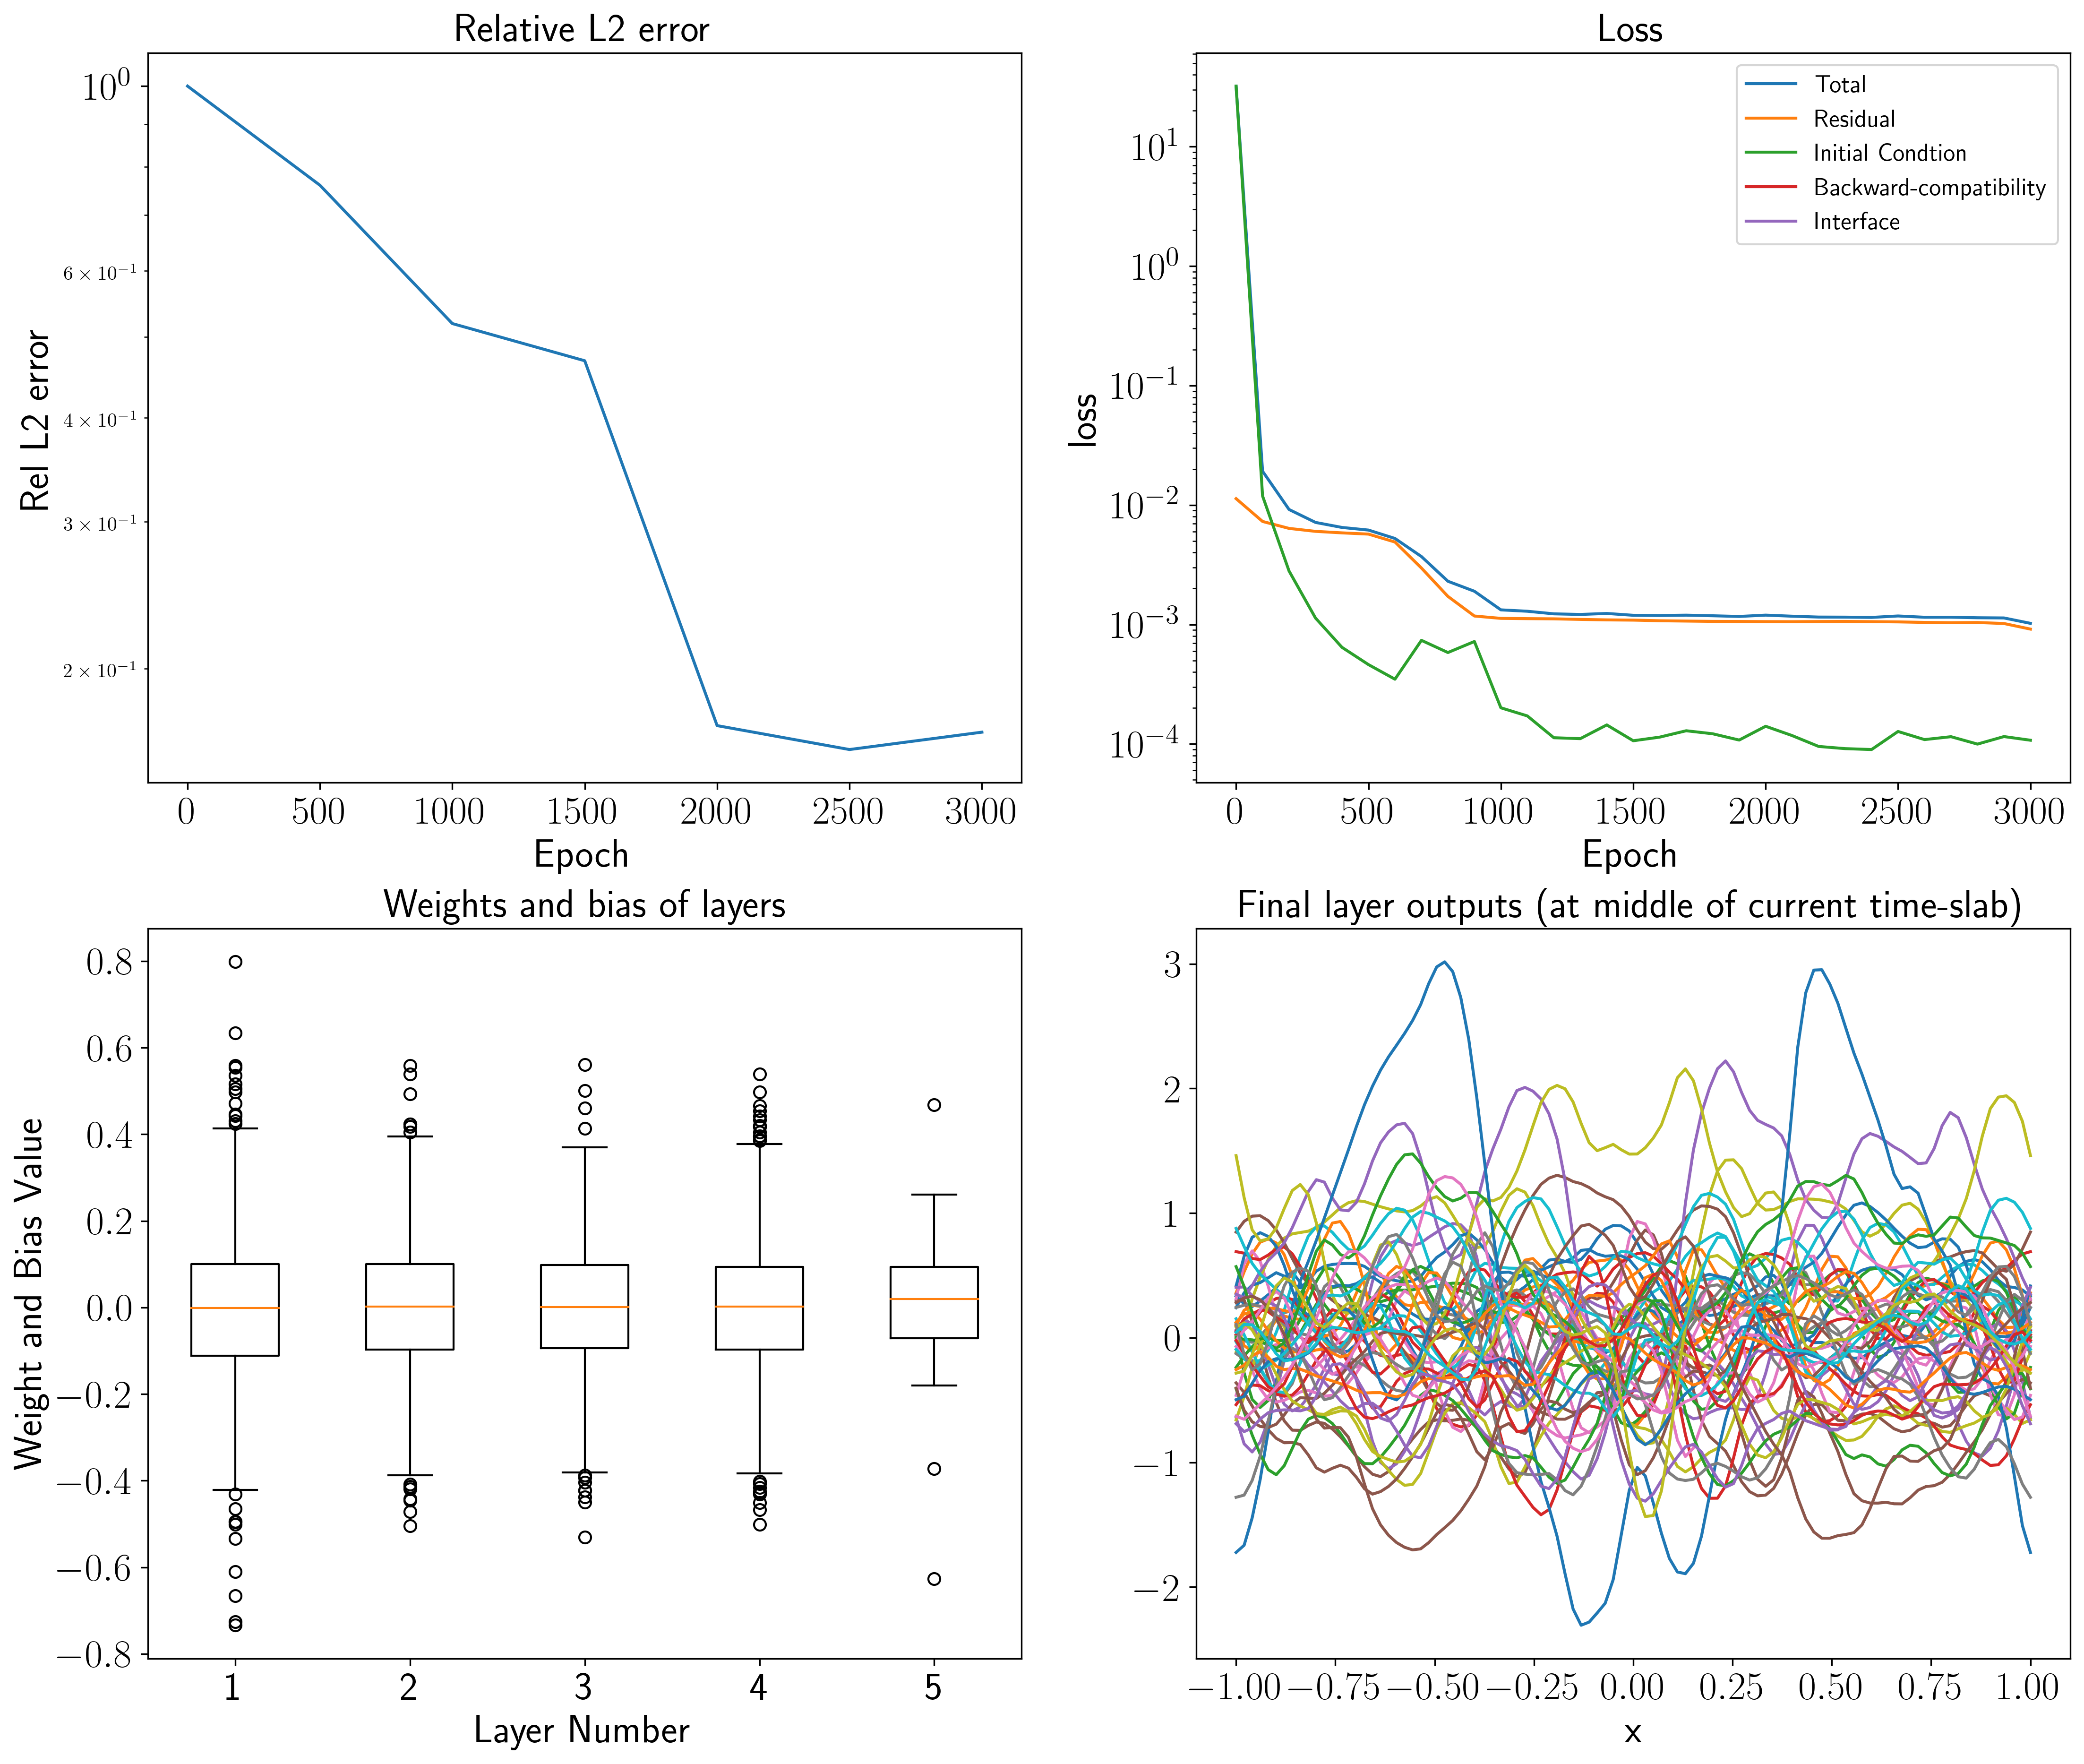 Relative L2 error
10^0
6 × 10^−1
4 × 10^−1
3 × 10^−1
2 × 10^−1
Rel L2 error
0 500 1000 1500 2000 2500 3000
Epoch
Loss
Total
Residual
Initial Condtion
Backward-compatibility
Interface
10^1
10^0
10^−1
10^−2
10^−3
10^−4
loss
0 500 1000 1500 2000 2500 3000
Epoch
Weights and bias of layers
0.8
0.6
0.4
0.2
0.0
−0.2
−0.4
−0.6
−0.8
Weight and Bias Value
1 2 3 4 5
Layer Number
Final layer outputs (at middle of current time-slab)
3
2
1
0
−1
−2
−1.00 −0.75 −0.50 −0.25 0.00 0.25 0.50 0.75 1.00
x